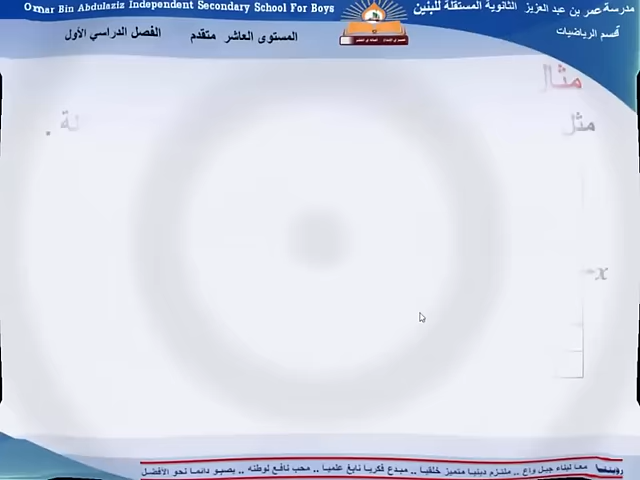 Omar Bin Abdulaziz Independent Secondary School For Boys
مدرسة عمر بن عبد العزيز الثانوية المستقلة للبنين
قسم الرياضيات
المستوى العاشر متقدم
الفصل الدراسي الأول
مثال
مثل
x
رؤيتنا
معا لبناء جيل واع .. ملتزم دينيا متميز خلقيا .. مبدع فكريا نابغ علميا .. محب نافع لوطنه .. يصبو دائما نحو الأفضل